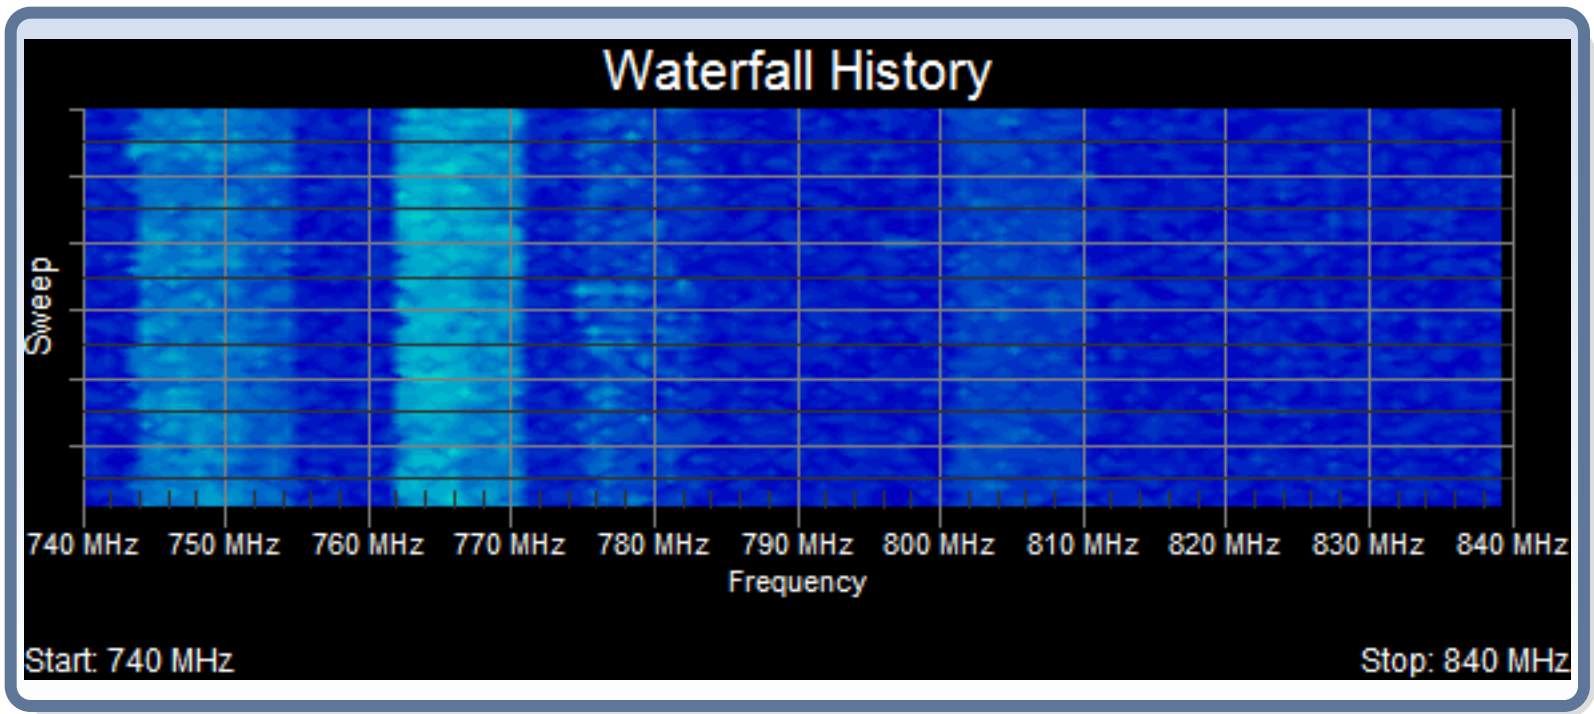 Waterfall History
Sweep
740 MHz 750 MHz 760 MHz 770 MHz 780 MHz 790 MHz 800 MHz 810 MHz 820 MHz 830 MHz 840 MHz
Frequency
Start: 740 MHz Stop: 840 MHz